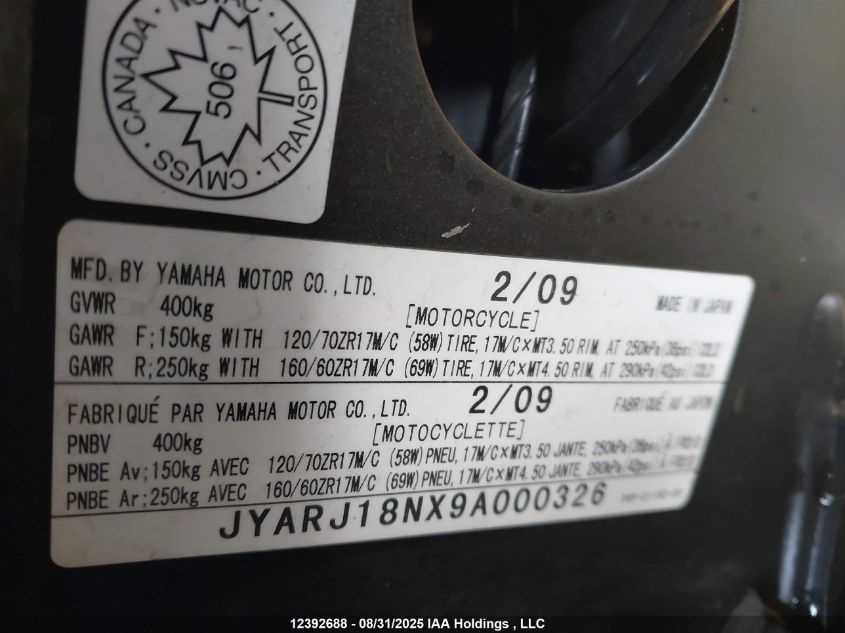 CANADA · TRANSPORT · CMVSS ·
506
MFD. BY YAMAHA MOTOR CO., LTD. 2/09 MADE IN JAPAN
GVWR 400kg [MOTORCYCLE]
GAWR F;150kg WITH 120/70ZR17M/C (58W) TIRE, 17M/C×MT3.50 RIM, AT 250kPa(36psi) COLD
GAWR R;250kg WITH 160/60ZR17M/C (69W) TIRE, 17M/C×MT4.50 RIM, AT 290kPa(42psi) COLD
FABRIQUÉ PAR YAMAHA MOTOR CO., LTD. 2/09 FABRIQUÉ AU JAPON
PNBV 400kg [MOTOCYCLETTE]
PNBE Av;150kg AVEC 120/70ZR17M/C (58W) PNEU, 17M/C×MT3.50 JANTE, 250kPa(36psi) À FROID
PNBE Ar;250kg AVEC 160/60ZR17M/C (69W) PNEU, 17M/C×MT4.50 JANTE, 290kPa(42psi) À FROID
JYARJ18NX9A000326
12392688 - 08/31/2025 IAA Holdings , LLC